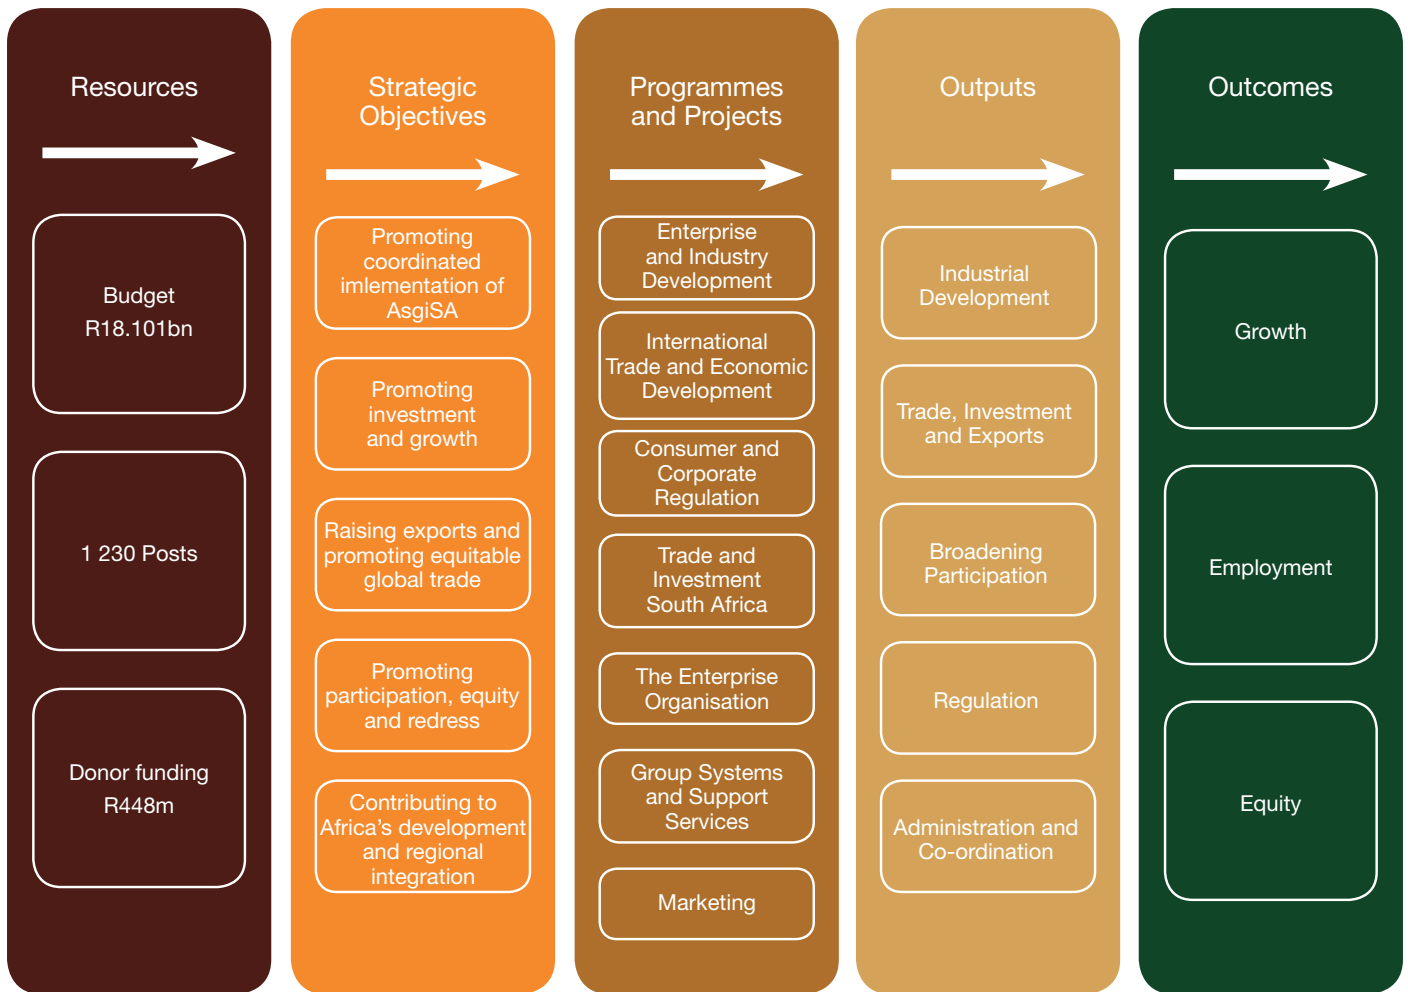 Resources
Budget
R18.101bn
1 230 Posts
Donor funding
R448m
Strategic
Objectives
Promoting
coordinated
imlementation of
AsgiSA
Promoting
investment
and growth
Raising exports and
promoting equitable
global trade
Promoting
participation, equity
and redress
Contributing to
Africa’s development
and regional
integration
Programmes
and Projects
Enterprise
and Industry
Development
International
Trade and Economic
Development
Consumer and
Corporate
Regulation
Trade and
Investment
South Africa
The Enterprise
Organisation
Group Systems
and Support
Services
Marketing
Outputs
Industrial
Development
Trade, Investment
and Exports
Broadening
Participation
Regulation
Administration and
Co-ordination
Outcomes
Growth
Employment
Equity